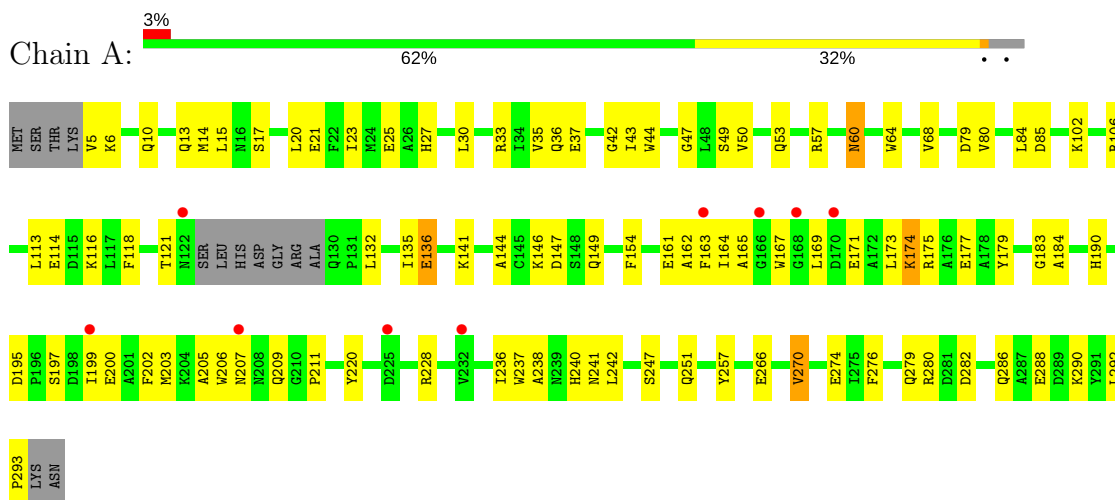 3%
Chain A:
62% 32% • •
MET SER THR LYS V5 K6 Q10 Q13 M14 L15 N16 S17 L20 E21 F22 I23 M24 E25 A26 H27 L30 R33 I34 V35 Q36 E37 G42 I43 W44 G47 L48 S49 V50 Q53 R57 N60 W64 V68 D79 V80 L84 D85 K102
L113 E114 D115 K116 L117 F118 T121 N122 SER LEU HIS ASP GLY ARG ALA Q130 P131 L132 I135 E136 K141 A144 C145 K146 D147 S148 Q149 F154 E161 A162 F163 I164 A165 G166 W167 G168 L169 D170 E171 A172 L173 K174 R175 A176 E177 A178 Y179 G183 A184 H190
D195 P196 S197 D198 I199 E200 A201 F202 M203 K204 A205 W206 N207 N208 Q209 G210 P211 Y220 D225 R228 V232 I236 W237 A238 N239 H240 N241 L242 S247 Q251 Y257 E266 V270 E274 I275 F276 Q279 R280 D281 D282 Q286 A287 E288 D289 K290 Y291
P293 LYS ASN